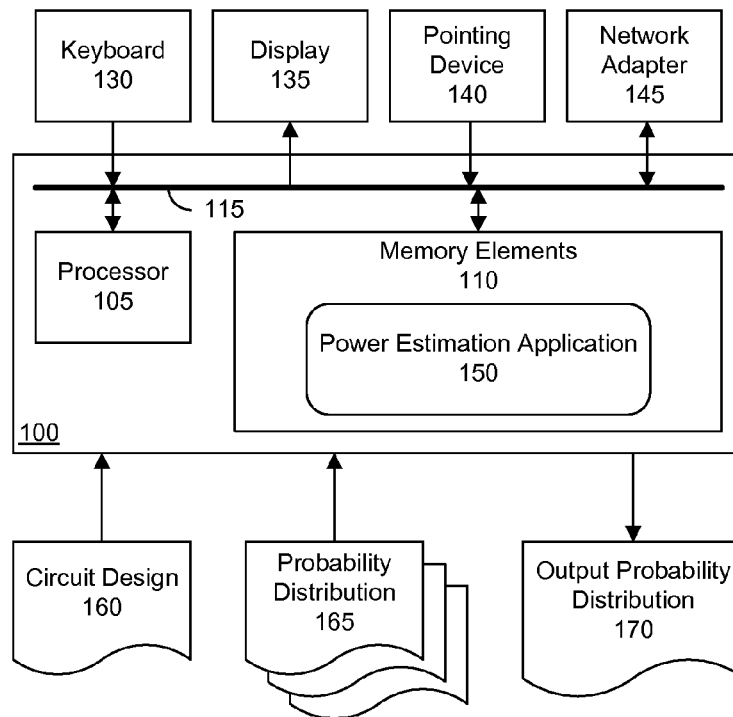 Keyboard
130
Display
135
Pointing
Device
140
Network
Adapter
145
115
Processor
105
Memory Elements
110
Power Estimation Application
150
100
Circuit Design
160
Probability
Distribution
165
Output Probability
Distribution
170